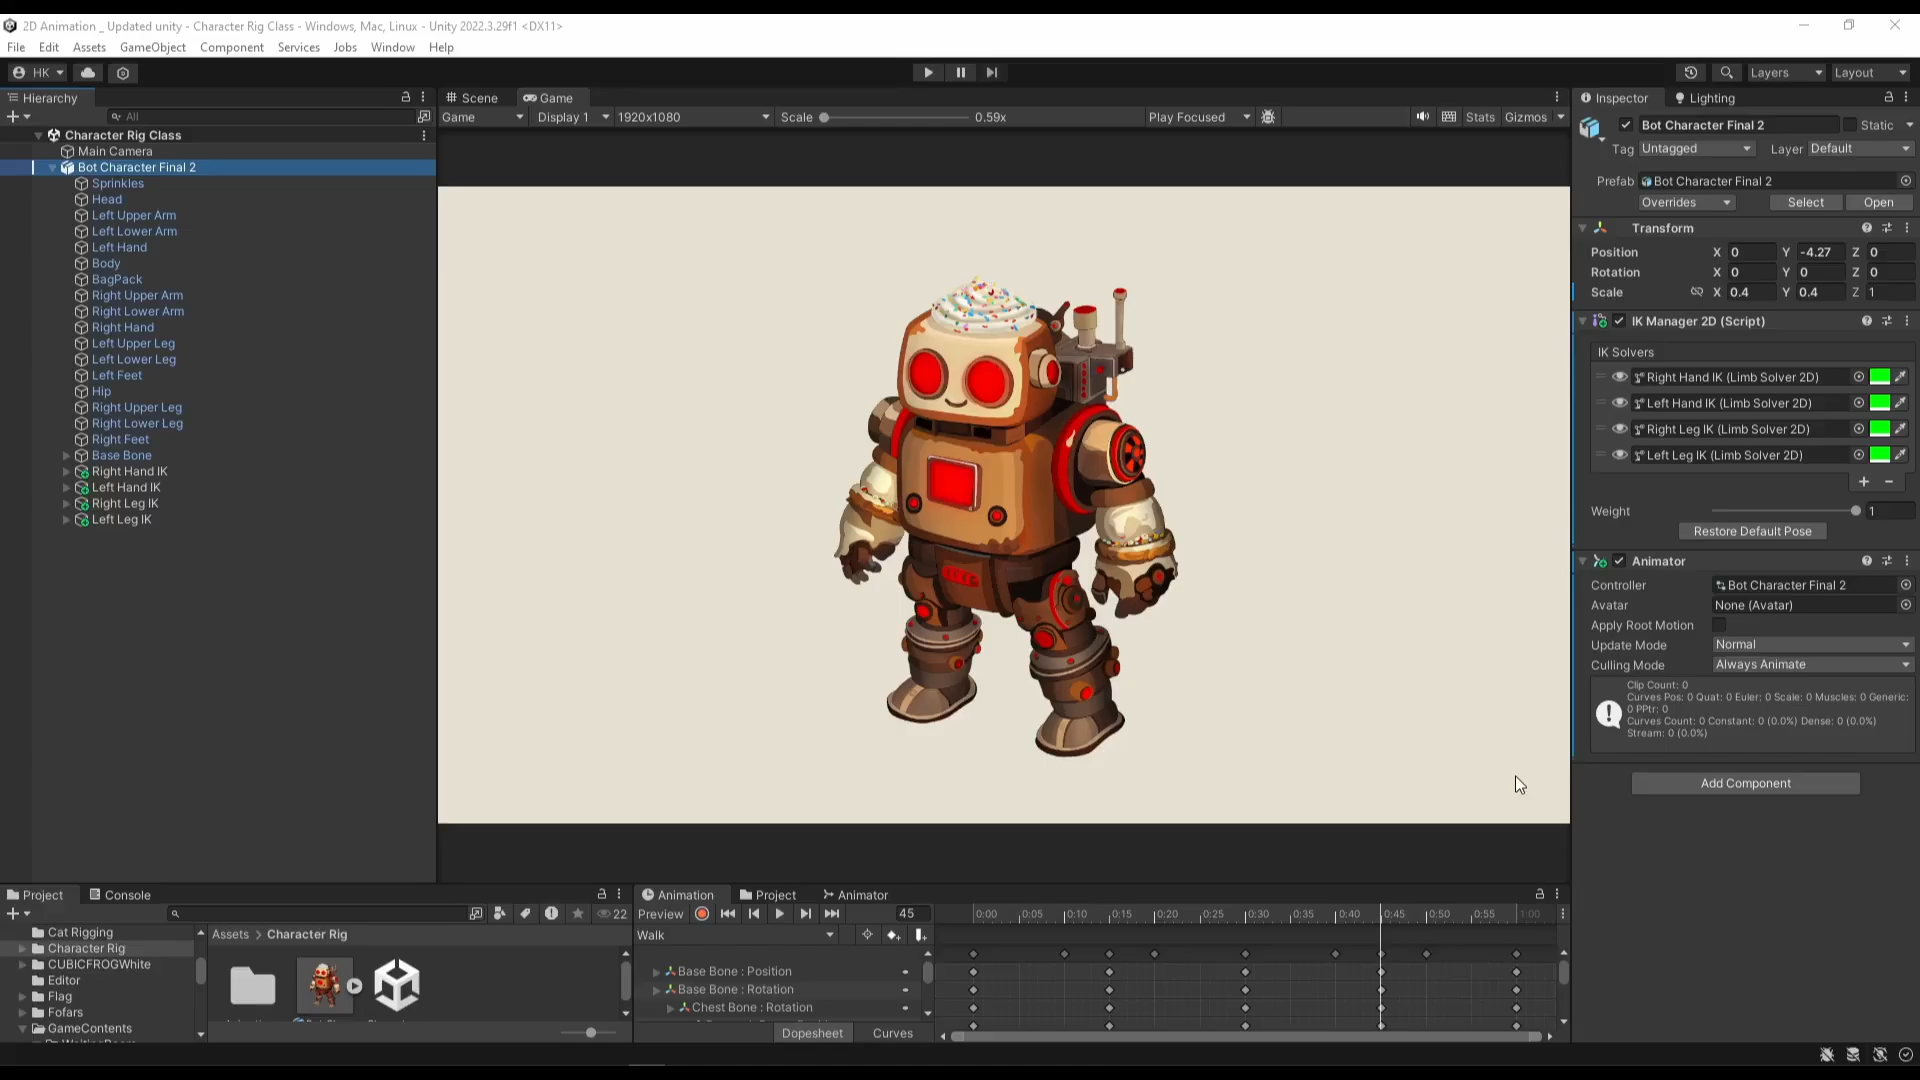 2D Animation _ Updated unity - Character Rig Class - Windows, Mac, Linux - Unity 2022.3.29f1 <DX11>
File Edit Assets GameObject Component Services Jobs Window Help
HK Layers Layout
Hierarchy
All
Character Rig Class
Main Camera
Bot Character Final 2
Sprinkles
Head
Left Upper Arm
Left Lower Arm
Left Hand
Body
BagPack
Right Upper Arm
Right Lower Arm
Right Hand
Left Upper Leg
Left Lower Leg
Left Feet
Hip
Right Upper Leg
Right Lower Leg
Right Feet
Base Bone
Right Hand IK
Left Hand IK
Right Leg IK
Left Leg IK
Scene Game
Game Display 1 1920x1080 Scale 0.59x Play Focused Stats Gizmos
Inspector Lighting
Bot Character Final 2 Static
Tag Untagged Layer Default
Prefab Bot Character Final 2
Overrides Select Open
Transform
Position X 0 Y -4.27 Z 0
Rotation X 0 Y 0 Z 0
Scale X 0.4 Y 0.4 Z 1
IK Manager 2D (Script)
IK Solvers
Right Hand IK (Limb Solver 2D)
Left Hand IK (Limb Solver 2D)
Right Leg IK (Limb Solver 2D)
Left Leg IK (Limb Solver 2D)
+ -
Weight 1
Restore Default Pose
Animator
Controller Bot Character Final 2
Avatar None (Avatar)
Apply Root Motion
Update Mode Normal
Culling Mode Always Animate
Clip Count: 0
Curves Pos: 0 Quat: 0 Euler: 0 Scale: 0 Muscles: 0 Generic: 0 PPtr: 0
Curves Count: 0 Constant: 0 (0.0%) Dense: 0 (0.0%)
Stream: 0 (0.0%)
Add Component
Project Console
22
Cat Rigging
Character Rig
CUBICFROGWhite
Editor
Flag
Fofars
GameContents
Assets > Character Rig
Animation Project Animator
Preview 45 0:00 0:05 0:10 0:15 0:20 0:25 0:30 0:35 0:40 0:45 0:50 0:55 1:00
Walk
Base Bone : Position
Base Bone : Rotation
Chest Bone : Rotation
Dopesheet Curves